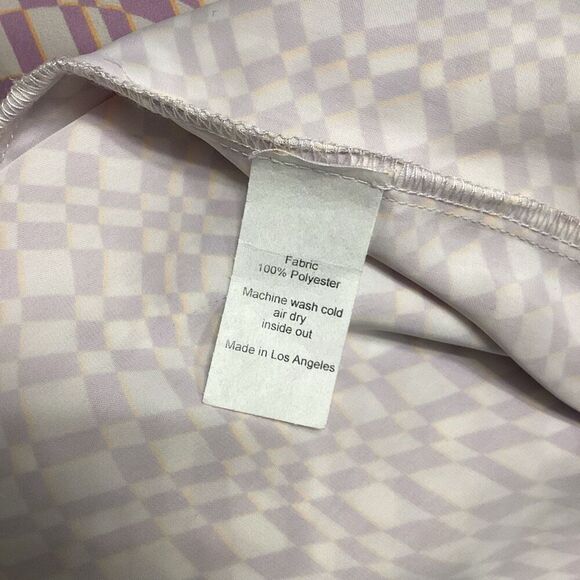 Fabric
100% Polyester
Machine wash cold
air dry
inside out
Made in Los Angeles